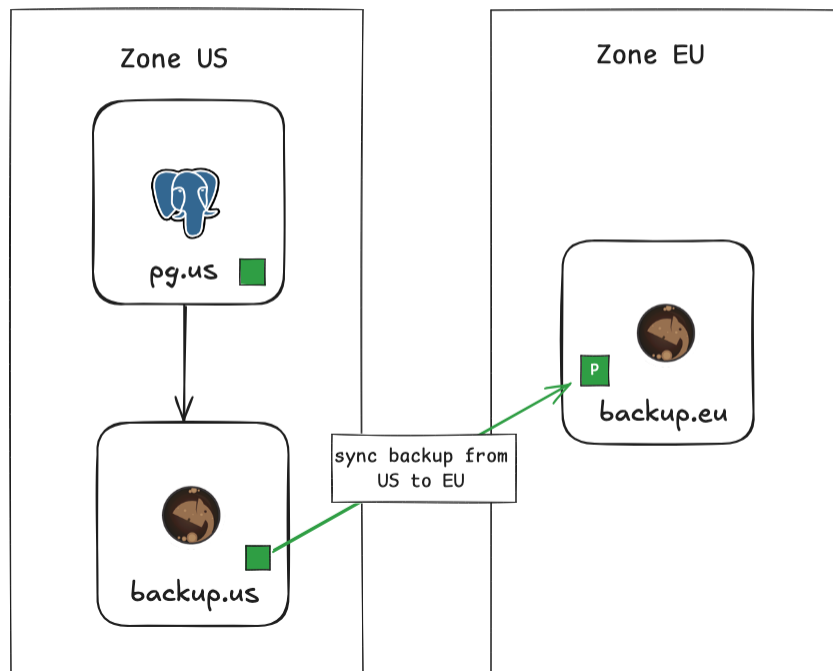 Zone US
Zone EU
pg.us
P
backup.eu
sync backup from
US to EU
backup.us